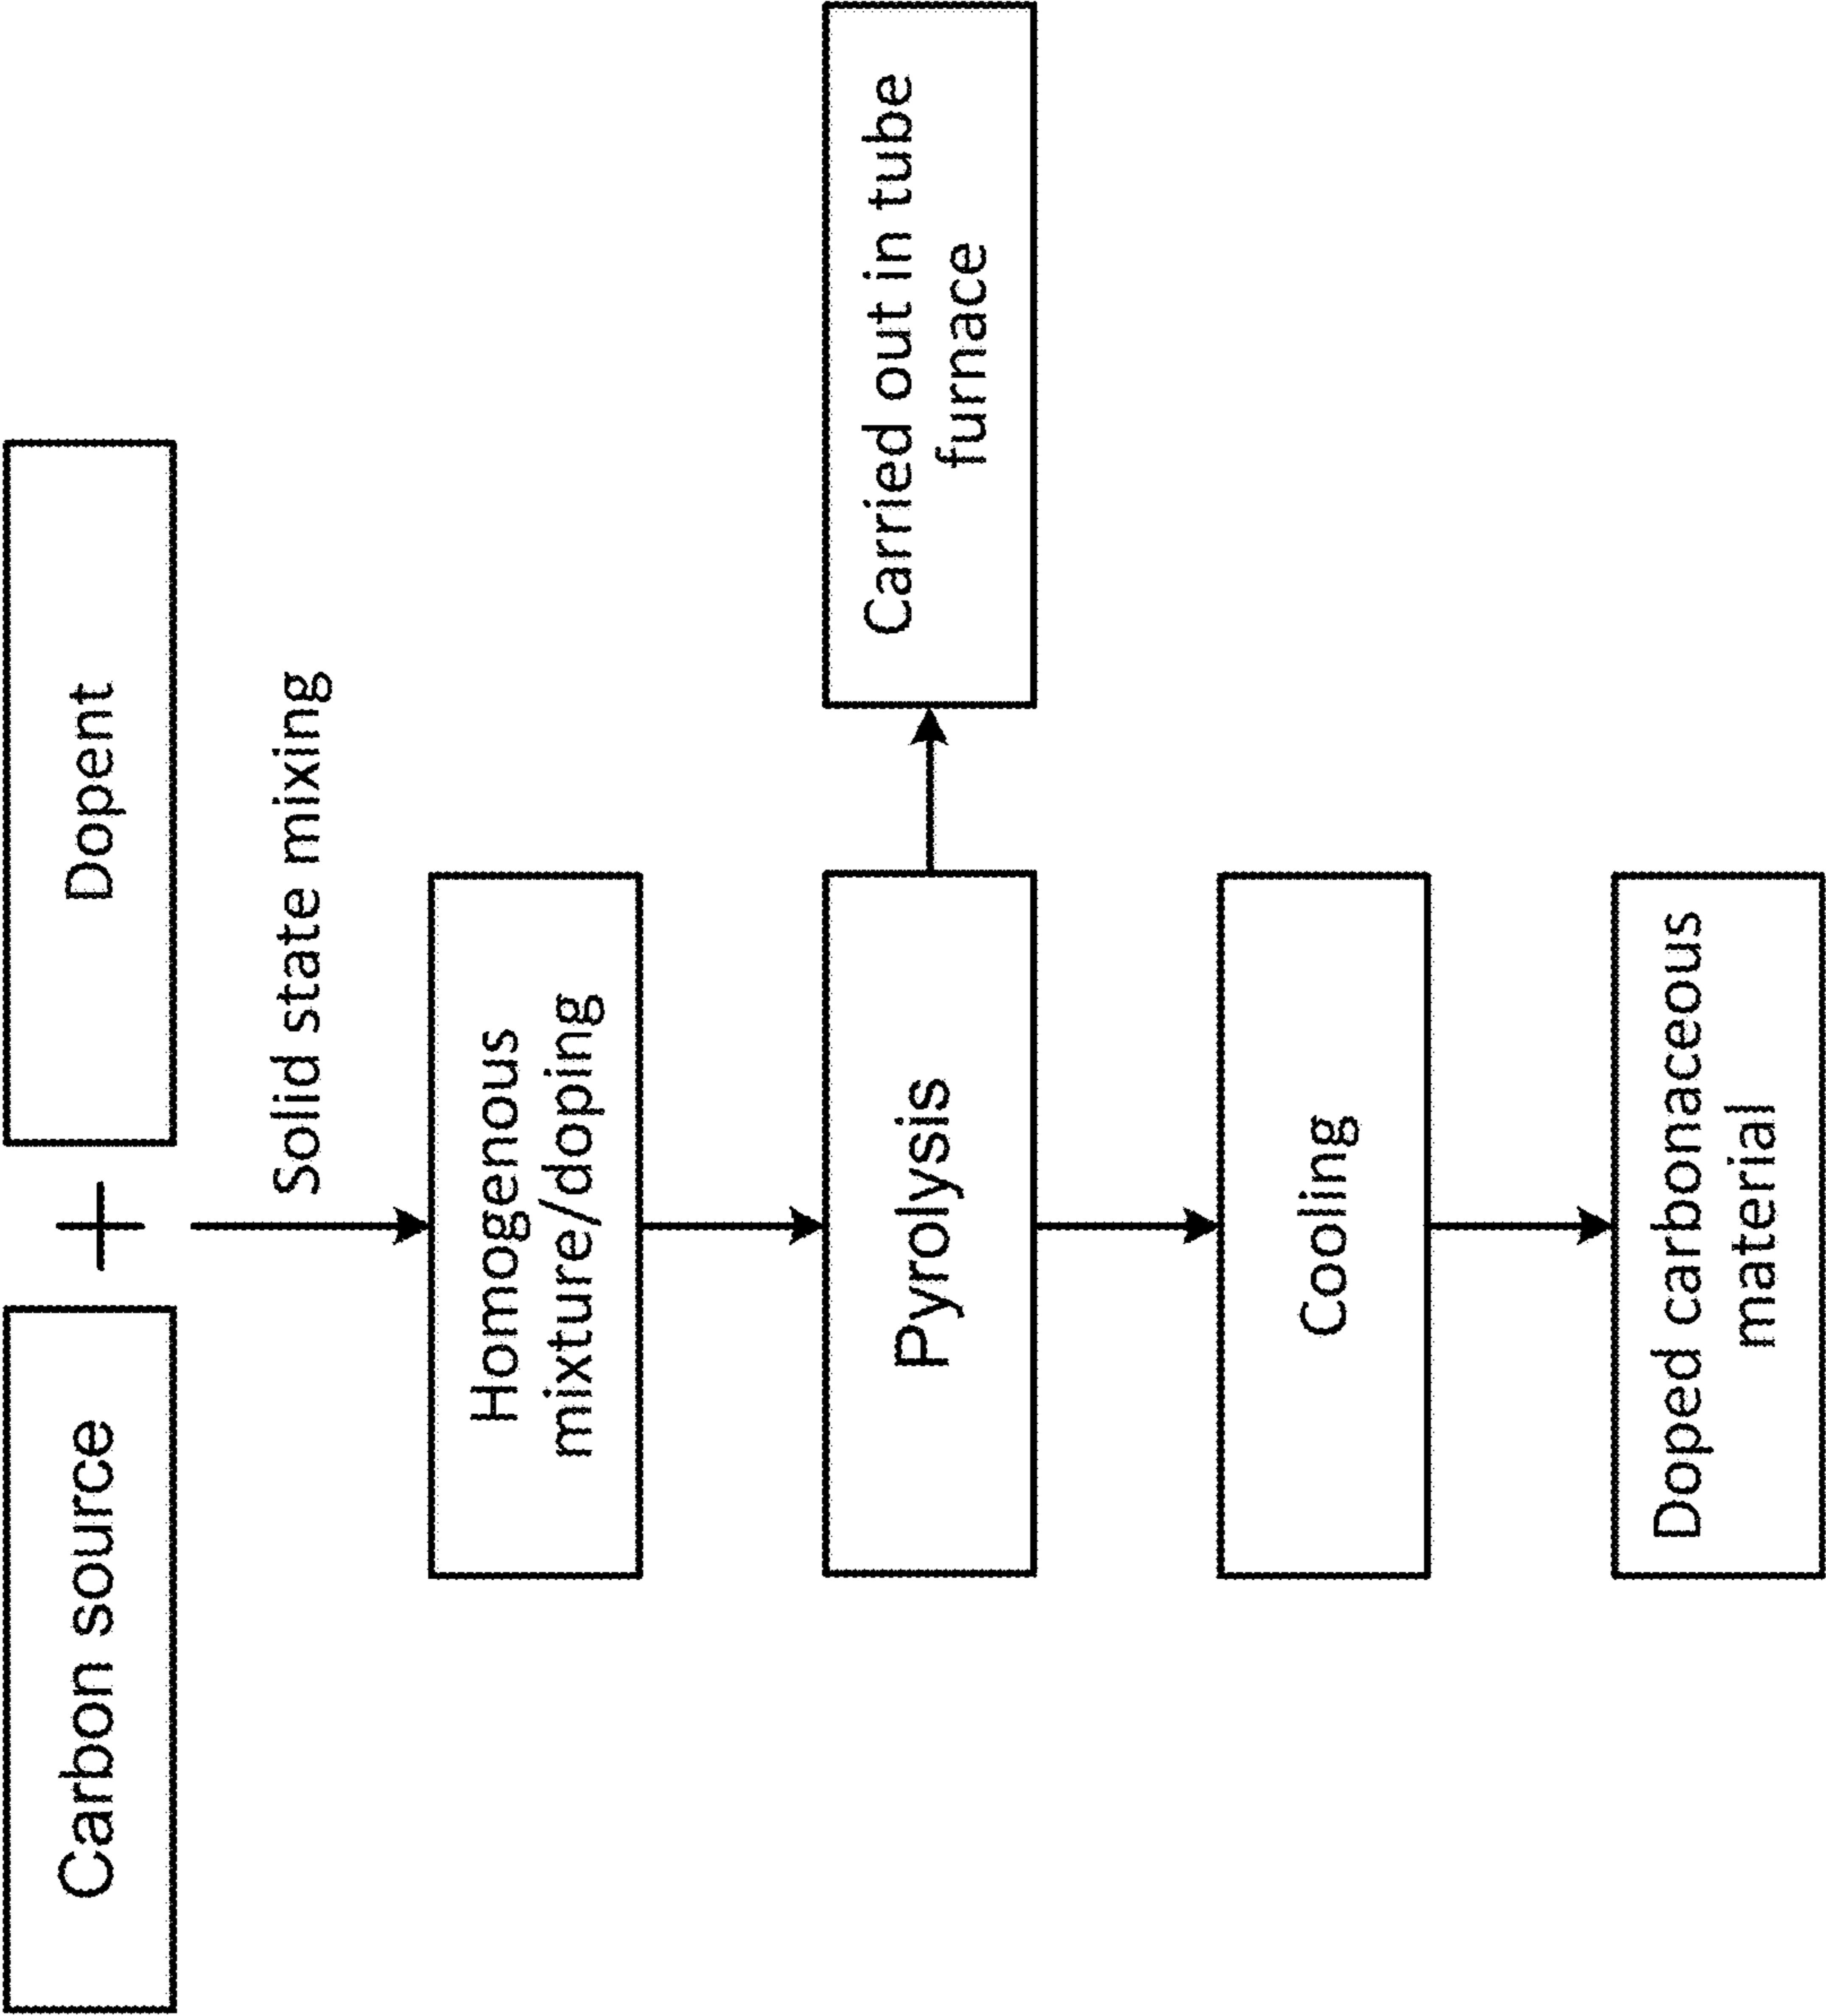 Carbon source
+
Dopent
Solid state mixing
Homogenous
mixture/doping
Pyrolysis
Carried out in tube
furnace
Cooling
Doped carbonaceous
material